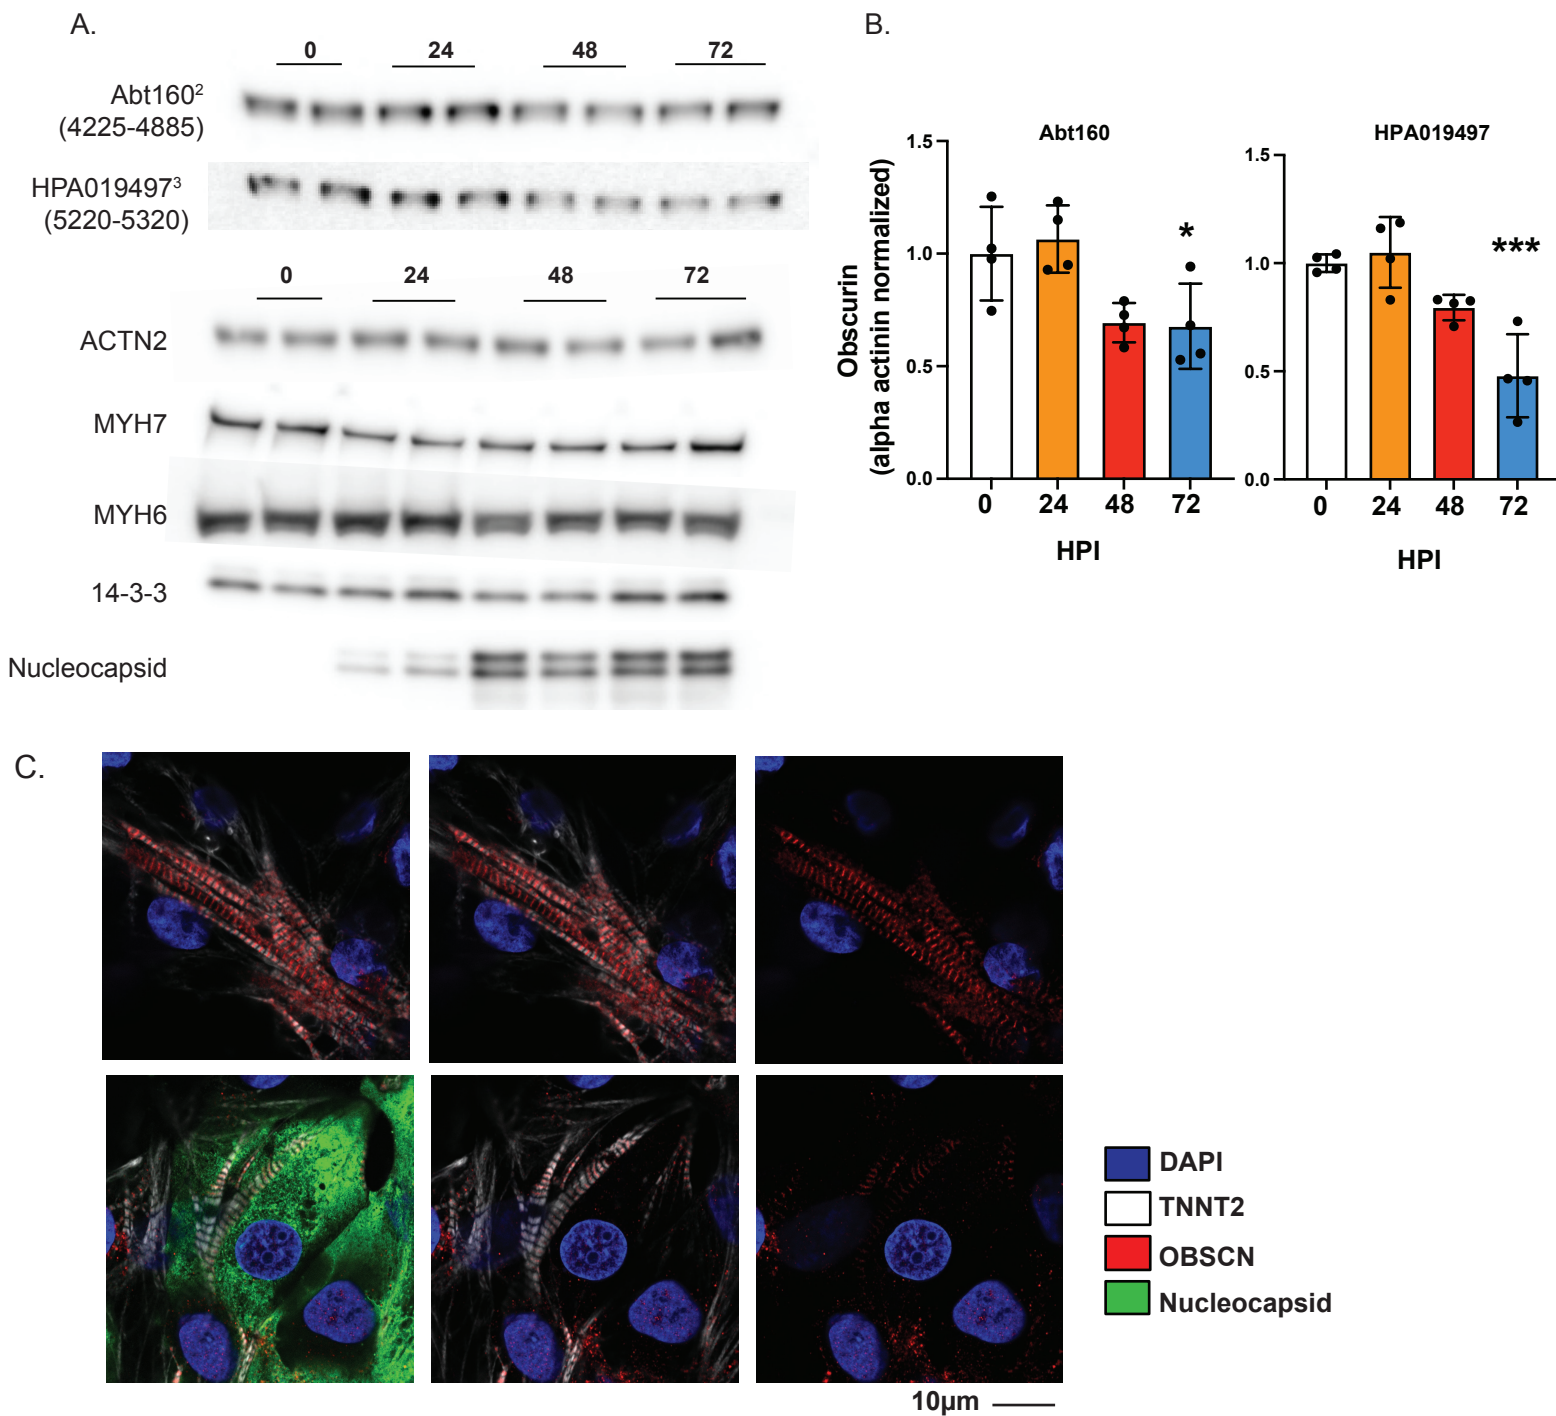 A.
0 24 48 72
Abt160²
(4225-4885)
HPA019497³
(5220-5320)
0 24 48 72
ACTN2
MYH7
MYH6
14-3-3
Nucleocapsid
B.
Obscurin
(alpha actinin normalized)
Abt160
1.5
1.0
0.5
0.0
*
0 24 48 72
HPI
HPA019497
1.5
1.0
0.5
0.0
***
0 24 48 72
HPI
C.
DAPI
TNNT2
OBSCN
Nucleocapsid
10µm